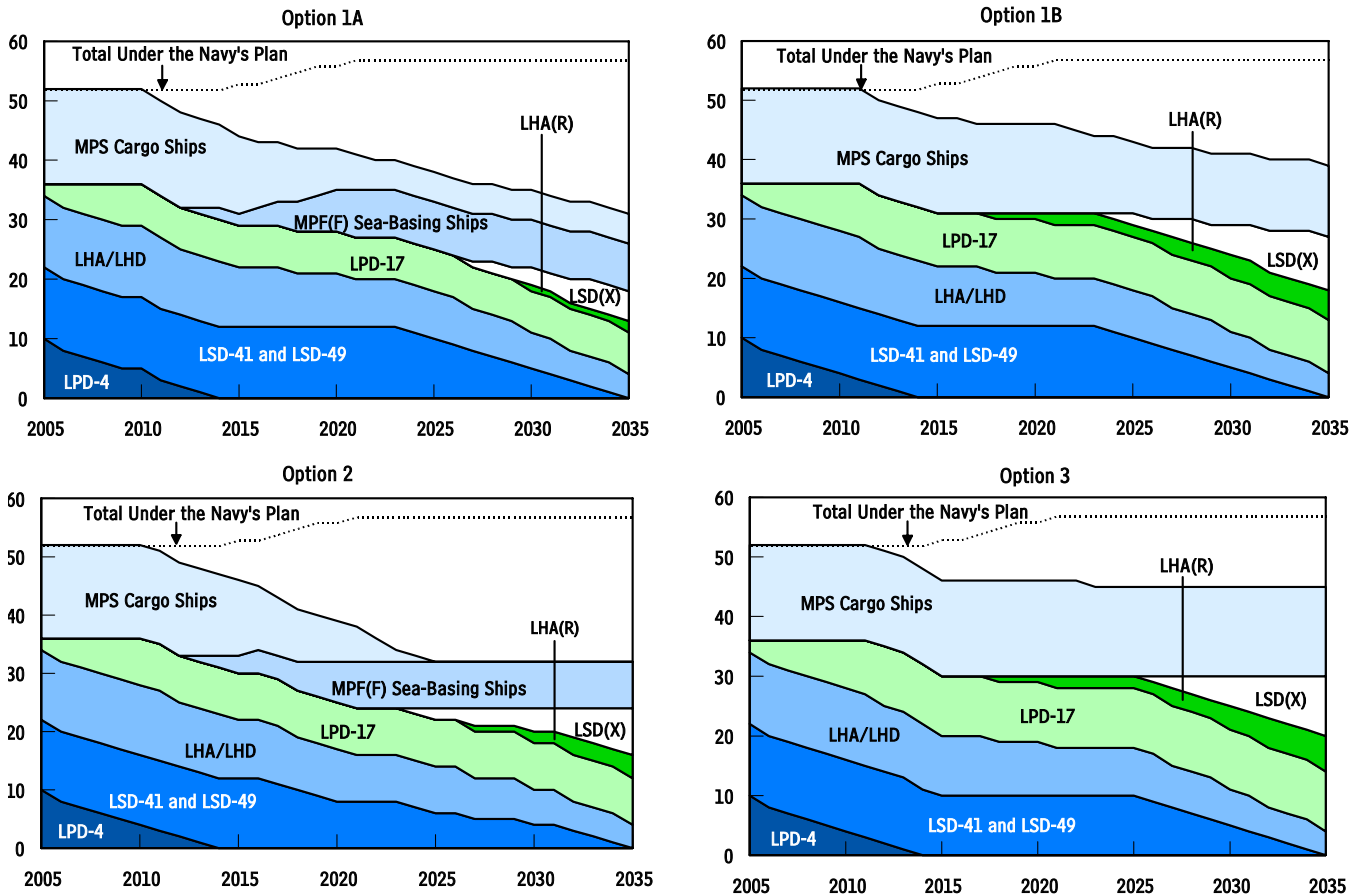 Option 1A
60
Total Under the Navy's Plan
50
LHA(R)
MPS Cargo Ships
40
30
MPF(F) Sea-Basing Ships
LHA/LHD
LPD-17
20
LSD(X)
10
LSD-41 and LSD-49
LPD-4
0
2005 2010 2015 2020 2025 2030 2035
Option 1B
60
Total Under the Navy's Plan
50
LHA(R)
MPS Cargo Ships
40
30
LPD-17
LSD(X)
20
LHA/LHD
10
LSD-41 and LSD-49
LPD-4
0
2005 2010 2015 2020 2025 2030 2035
Option 2
60
Total Under the Navy's Plan
50
MPS Cargo Ships
40
LHA(R)
30
MPF(F) Sea-Basing Ships
LPD-17
LSD(X)
20
LHA/LHD
10
LSD-41 and LSD-49
LPD-4
0
2005 2010 2015 2020 2025 2030 2035
Option 3
60
Total Under the Navy's Plan
50
LHA(R)
MPS Cargo Ships
40
30
LSD(X)
LPD-17
20
LHA/LHD
10
LSD-41 and LSD-49
LPD-4
0
2005 2010 2015 2020 2025 2030 2035